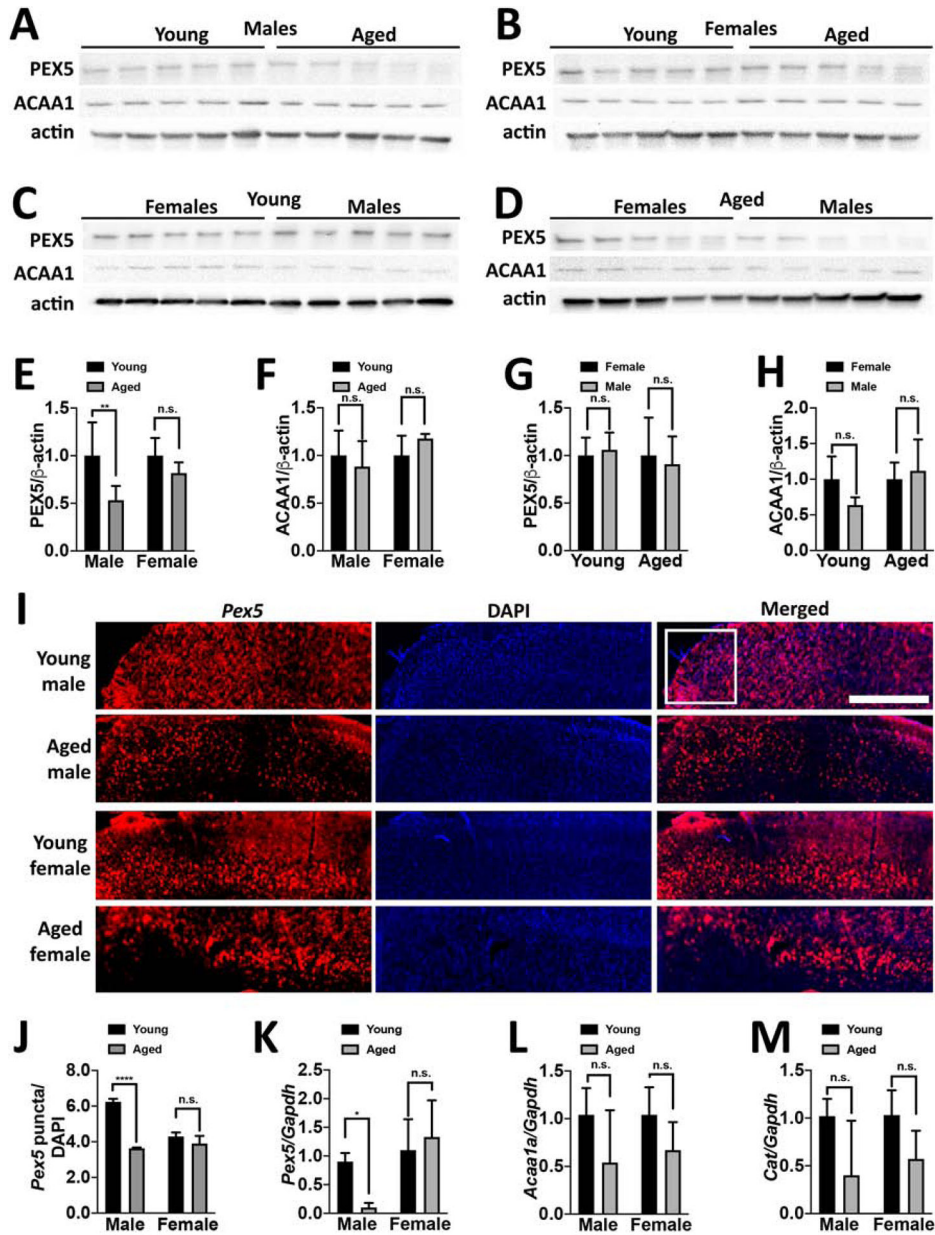 A
Young Males Aged
PEX5
ACAA1
actin
B
Young Females Aged
PEX5
ACAA1
actin
C
Females Young Males
PEX5
ACAA1
actin
D
Females Aged Males
PEX5
ACAA1
actin
E
Young
Aged
PEX5/β-actin
1.5
1.0
0.5
0.0
**
n.s.
Male Female
F
Young
Aged
ACAA1/β-actin
1.5
1.0
0.5
0.0
n.s.
n.s.
Male Female
G
Female
Male
PEX5/β-actin
1.5
1.0
0.5
0.0
n.s.
n.s.
Young Aged
H
Female
Male
ACAA1/β-actin
2.0
1.5
1.0
0.5
0.0
n.s.
n.s.
Young Aged
I
Pex5 DAPI Merged
Young
male
Aged
male
Young
female
Aged
female
J
Young
Aged
Pex5 puncta/
DAPI
8.0
6.0
4.0
2.0
0.0
****
n.s.
Male Female
K
Young
Aged
Pex5/Gapdh
2.5
2.0
1.5
1.0
0.5
0.0
*
n.s.
Male Female
L
Young
Aged
Acaa1a/Gapdh
1.5
1.0
0.5
0.0
n.s.
n.s.
Male Female
M
Young
Aged
Cat/Gapdh
1.5
1.0
0.5
0.0
n.s.
n.s.
Male Female